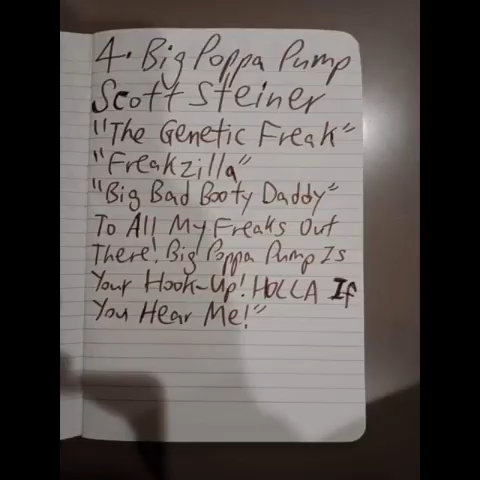 4. Big Poppa Pump
Scott Steiner
"The Genetic Freak"
"Freakzilla"
"Big Bad Booty Daddy"
To All My Freaks Out
There! Big Poppa Pump Is
Your Hook-Up! HOLLA If
You Hear Me!"